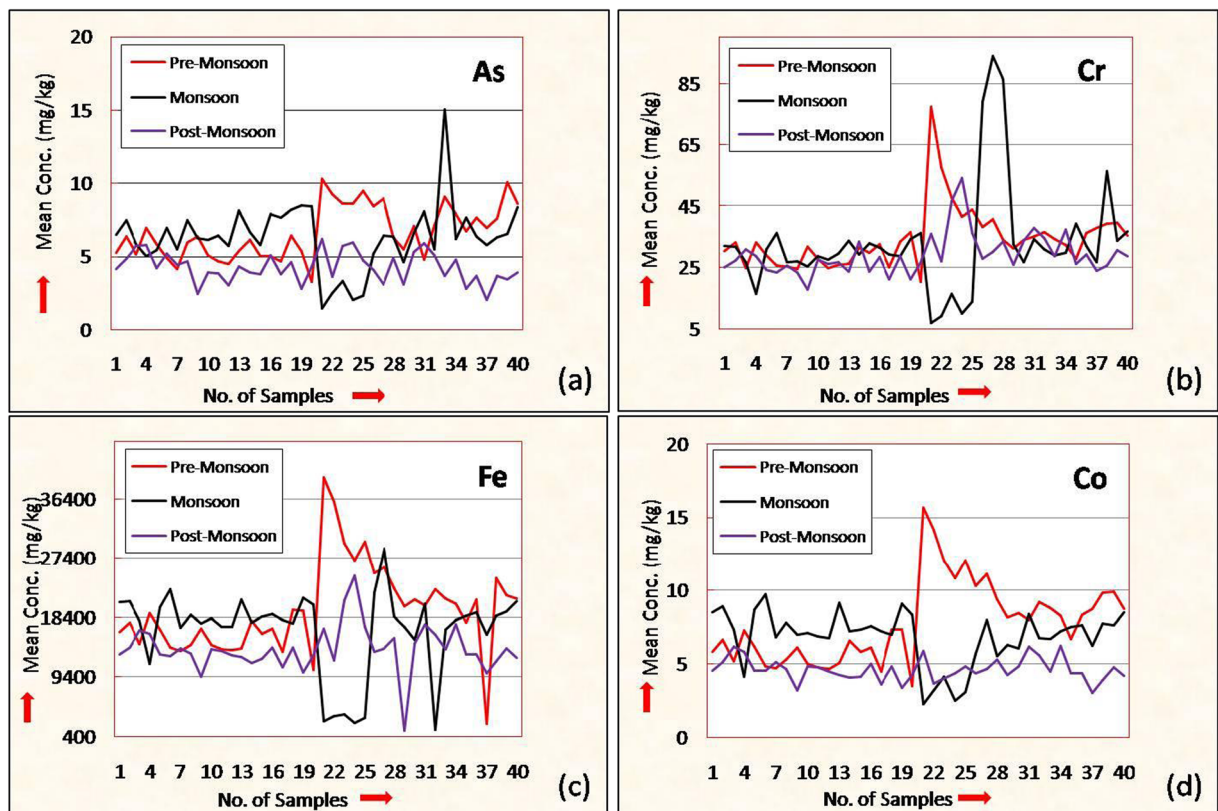 20
15
10
5
0
Mean Conc. (mg/kg)
Pre-Monsoon
Monsoon
Post-Monsoon
As
1 4 7 10 13 16 19 22 25 28 31 34 37 40
No. of Samples
(a)
85
65
45
25
5
Mean Conc. (mg/kg)
Pre-Monsoon
Monsoon
Post-Monsoon
Cr
1 4 7 10 13 16 19 22 25 28 31 34 37 40
No. of Samples
(b)
36400
27400
18400
9400
400
Mean Conc. (mg/kg)
Pre-Monsoon
Monsoon
Post-Monsoon
Fe
1 4 7 10 13 16 19 22 25 28 31 34 37 40
No. of Samples
(c)
20
15
10
5
0
Mean Conc. (mg/kg)
Pre-Monsoon
Monsoon
Post-Monsoon
Co
1 4 7 10 13 16 19 22 25 28 31 34 37 40
No. of Samples
(d)